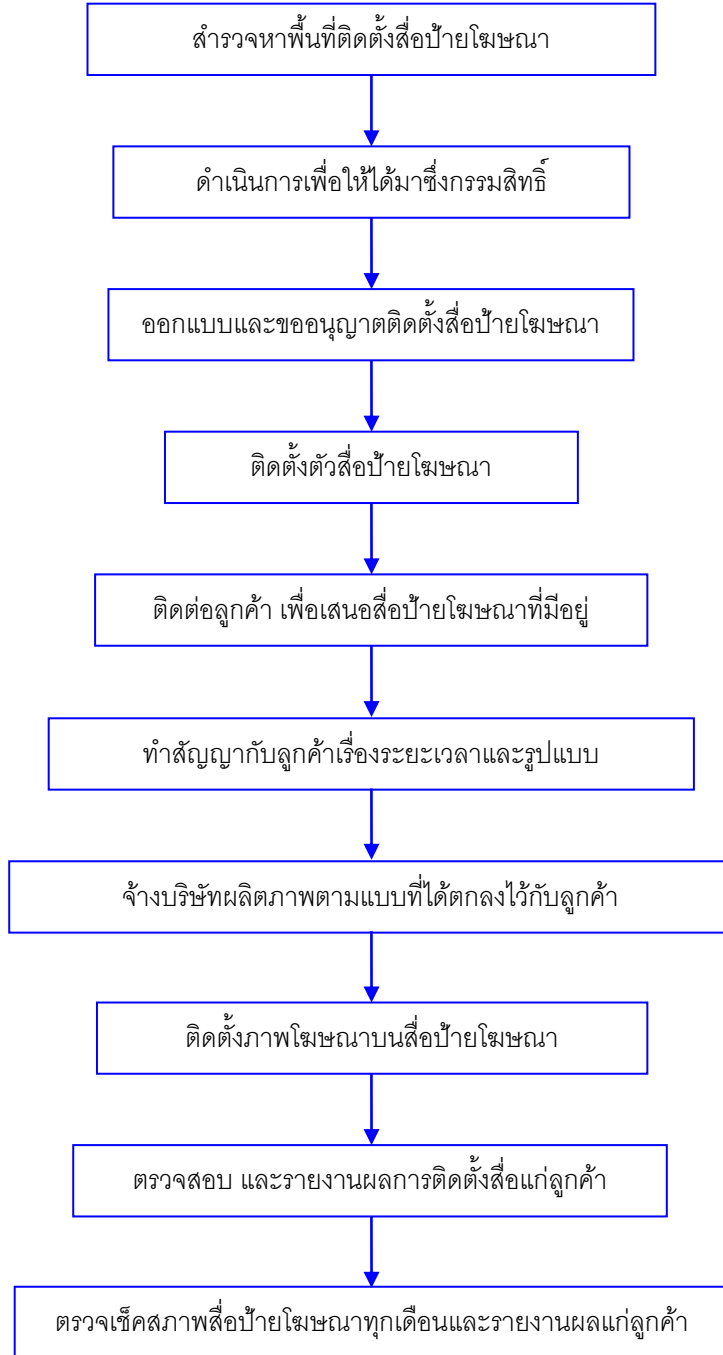 สำรวจหาพื้นที่ติดตั้งสื่อป้ายโฆษณา
ดำเนินการเพื่อให้ได้มาซึ่งกรรมสิทธิ์
ออกแบบและขออนุญาตติดตั้งสื่อป้ายโฆษณา
ติดตั้งตัวสื่อป้ายโฆษณา
ติดต่อลูกค้า เพื่อเสนอสื่อป้ายโฆษณาที่มีอยู่
ทำสัญญากับลูกค้าเรื่องระยะเวลาและรูปแบบ
จ้างบริษัทผลิตภาพตามแบบที่ได้ตกลงไว้กับลูกค้า
ติดตั้งภาพโฆษณาบนสื่อป้ายโฆษณา
ตรวจสอบ และรายงานผลการติดตั้งสื่อแก่ลูกค้า
ตรวจเช็คสภาพสื่อป้ายโฆษณาทุกเดือนและรายงานผลแก่ลูกค้า